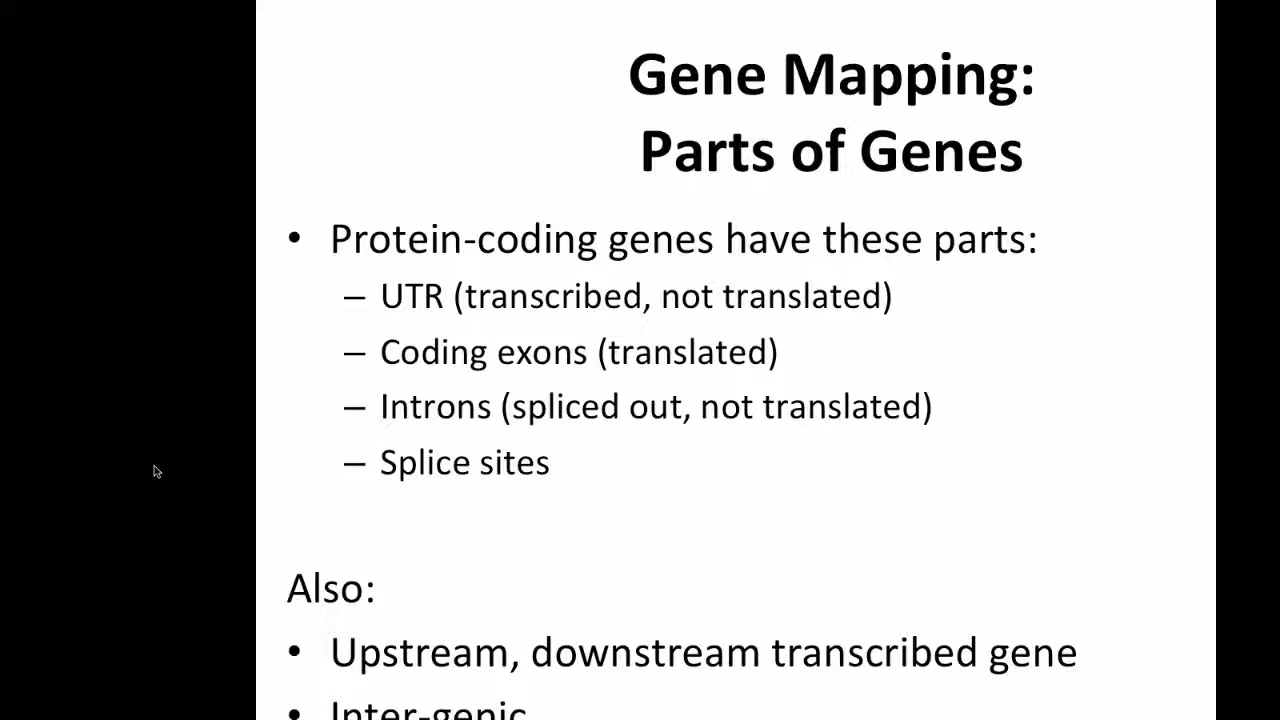 Gene Mapping:
Parts of Genes
• Protein-coding genes have these parts:
– UTR (transcribed, not translated)
– Coding exons (translated)
– Introns (spliced out, not translated)
– Splice sites
Also:
• Upstream, downstream transcribed gene
• Inter-genic